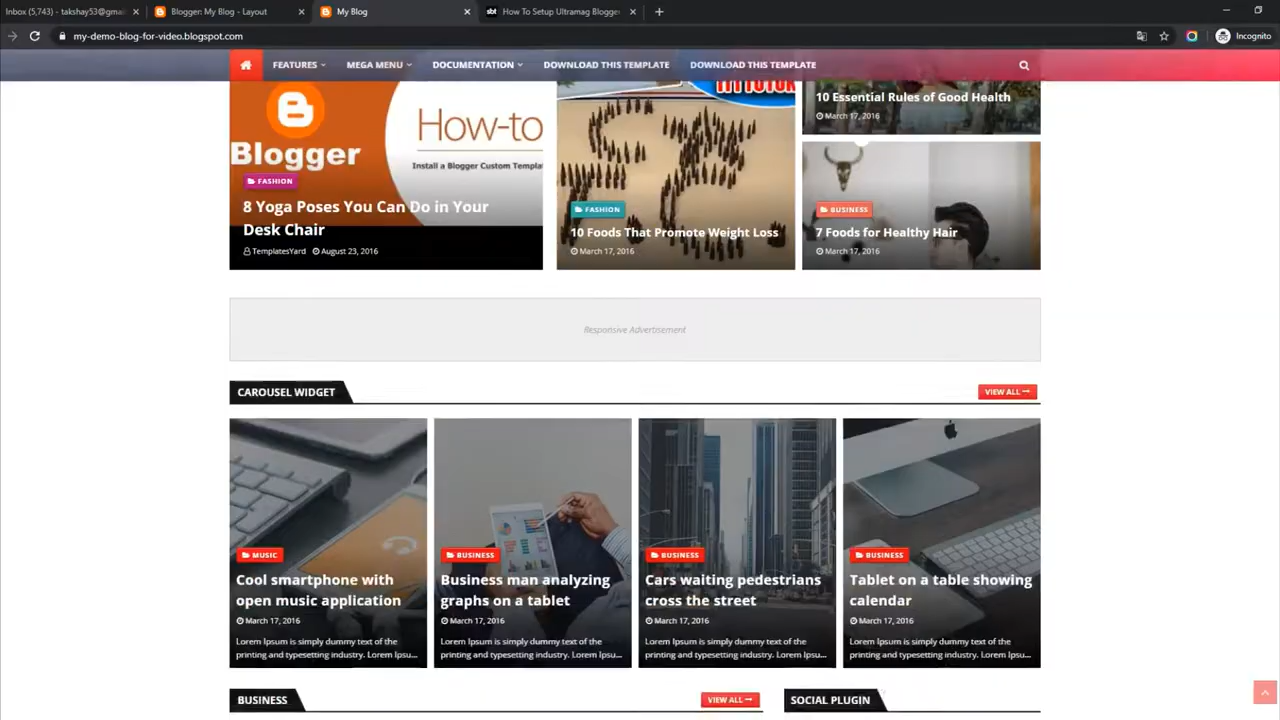 Inbox (5,743) - takshay53@gmai
Blogger: My Blog - Layout
My Blog
sbt How To Setup Ultramag Blogger
my-demo-blog-for-video.blogspot.com
Incognito
FEATURES
MEGA MENU
DOCUMENTATION
DOWNLOAD THIS TEMPLATE
DOWNLOAD THIS TEMPLATE
Blogger
How-to
Install a Blogger Custom Templa
FASHION
8 Yoga Poses You Can Do in Your
Desk Chair
TemplatesYard August 23, 2016
FASHION
10 Foods That Promote Weight Loss
March 17, 2016
10 Essential Rules of Good Health
March 17, 2016
BUSINESS
7 Foods for Healthy Hair
March 17, 2016
Responsive Advertisement
CAROUSEL WIDGET
VIEW ALL
MUSIC
Cool smartphone with
open music application
March 17, 2016
Lorem Ipsum is simply dummy text of the
printing and typesetting industry. Lorem Ipsu...
BUSINESS
Business man analyzing
graphs on a tablet
March 17, 2016
Lorem Ipsum is simply dummy text of the
printing and typesetting industry. Lorem Ipsu...
BUSINESS
Cars waiting pedestrians
cross the street
March 17, 2016
Lorem Ipsum is simply dummy text of the
printing and typesetting industry. Lorem Ipsu...
BUSINESS
Tablet on a table showing
calendar
March 17, 2016
Lorem Ipsum is simply dummy text of the
printing and typesetting industry. Lorem Ipsu...
BUSINESS
VIEW ALL
SOCIAL PLUGIN